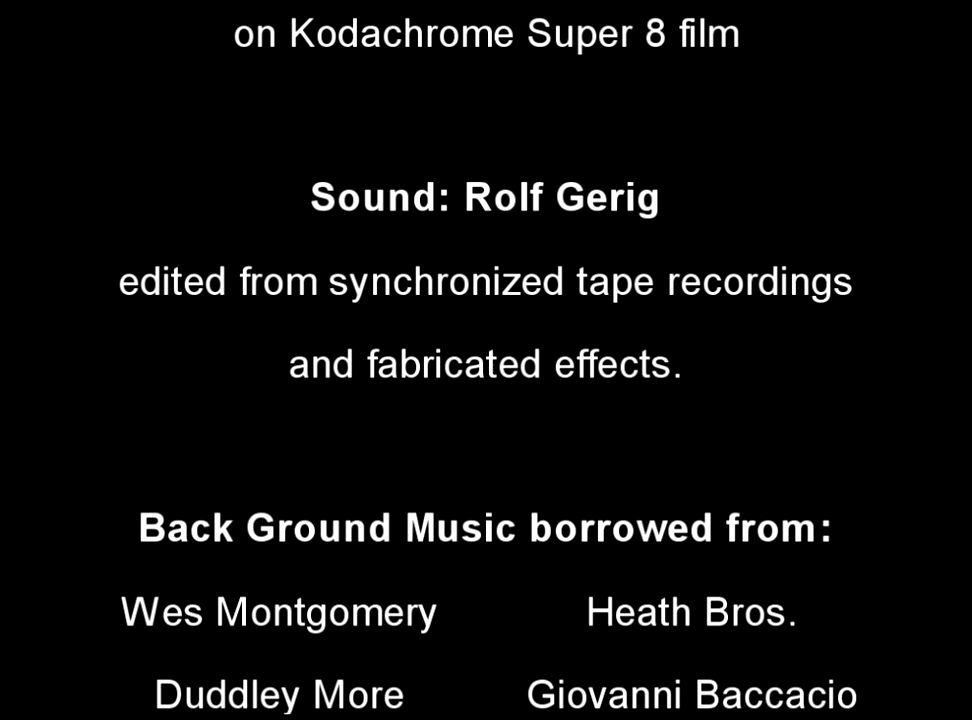 on Kodachrome Super 8 film
Sound: Rolf Gerig
edited from synchronized tape recordings
and fabricated effects.
Back Ground Music borrowed from:
Wes Montgomery Heath Bros.
Duddley More Giovanni Baccacio